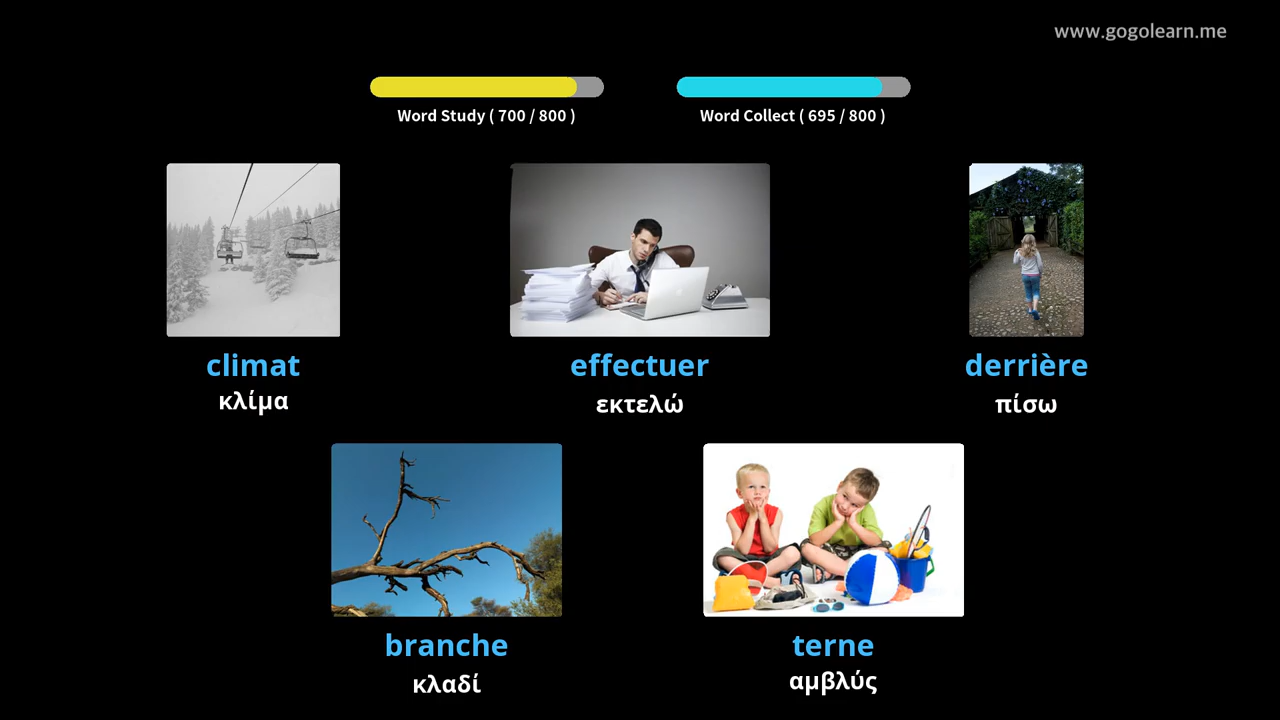 www.gogolearn.me
Word Study ( 700 / 800 )
Word Collect ( 695 / 800 )
climat
κλίμα
effectuer
εκτελώ
derrière
πίσω
branche
κλαδί
terne
αμβλύς